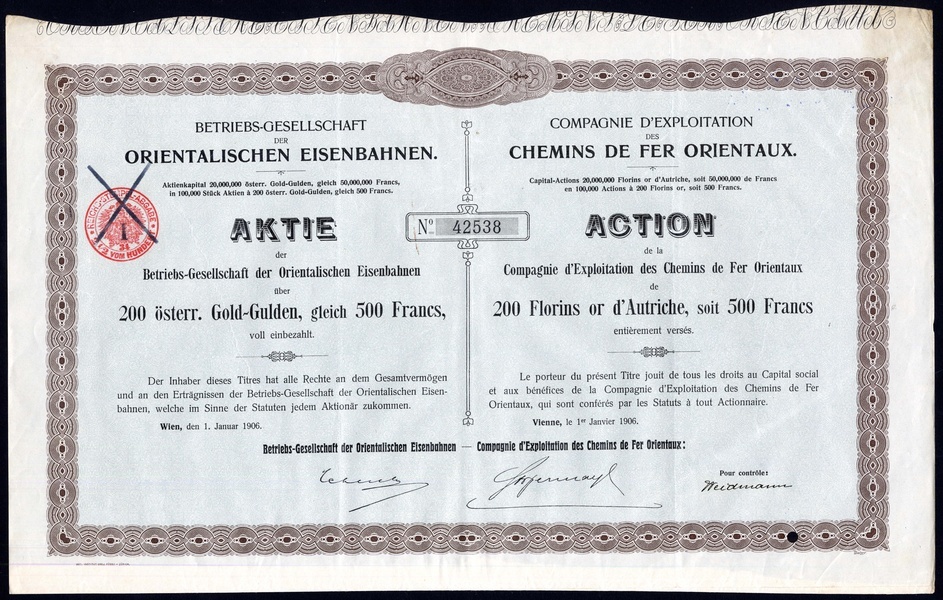 BETRIEBS-GESELLSCHAFT
DER
ORIENTALISCHEN EISENBAHNEN.
Aktienkapital 20,000,000 österr. Gold-Gulden, gleich 50,000,000 Francs,
in 100,000 Stück Aktien à 200 österr. Gold-Gulden, gleich 500 Francs.
AKTIE
der
Betriebs-Gesellschaft der Orientalischen Eisenbahnen
über
200 österr. Gold-Gulden, gleich 500 Francs,
voll einbezahlt.
Der Inhaber dieses Titres hat alle Rechte an dem Gesamtvermögen
und an den Erträgnissen der Betriebs-Gesellschaft der Orientalischen Eisen-
bahnen, welche im Sinne der Statuten jedem Aktionär zukommen.
Wien, den 1. Januar 1906.
No 42538
COMPAGNIE D'EXPLOITATION
DES
CHEMINS DE FER ORIENTAUX.
Capital-Actions 20,000,000 Florins or d'Autriche, soit 50,000,000 de Francs
en 100,000 Actions à 200 Florins or, soit 500 Francs.
ACTION
de la
Compagnie d'Exploitation des Chemins de Fer Orientaux
de
200 Florins or d'Autriche, soit 500 Francs
entièrement versés.
Le porteur du présent Titre jouit de tous les droits au Capital social
et aux bénéfices de la Compagnie d'Exploitation des Chemins de Fer
Orientaux, qui sont conférés par les Statuts à tout Actionnaire.
Vienne, le 1er Janvier 1906.
Betriebs-Gesellschaft der Orientalischen Eisenbahnen — Compagnie d'Exploitation des Chemins de Fer Orientaux:
Pour contrôle:
Weidmann
VOM HUNDERT